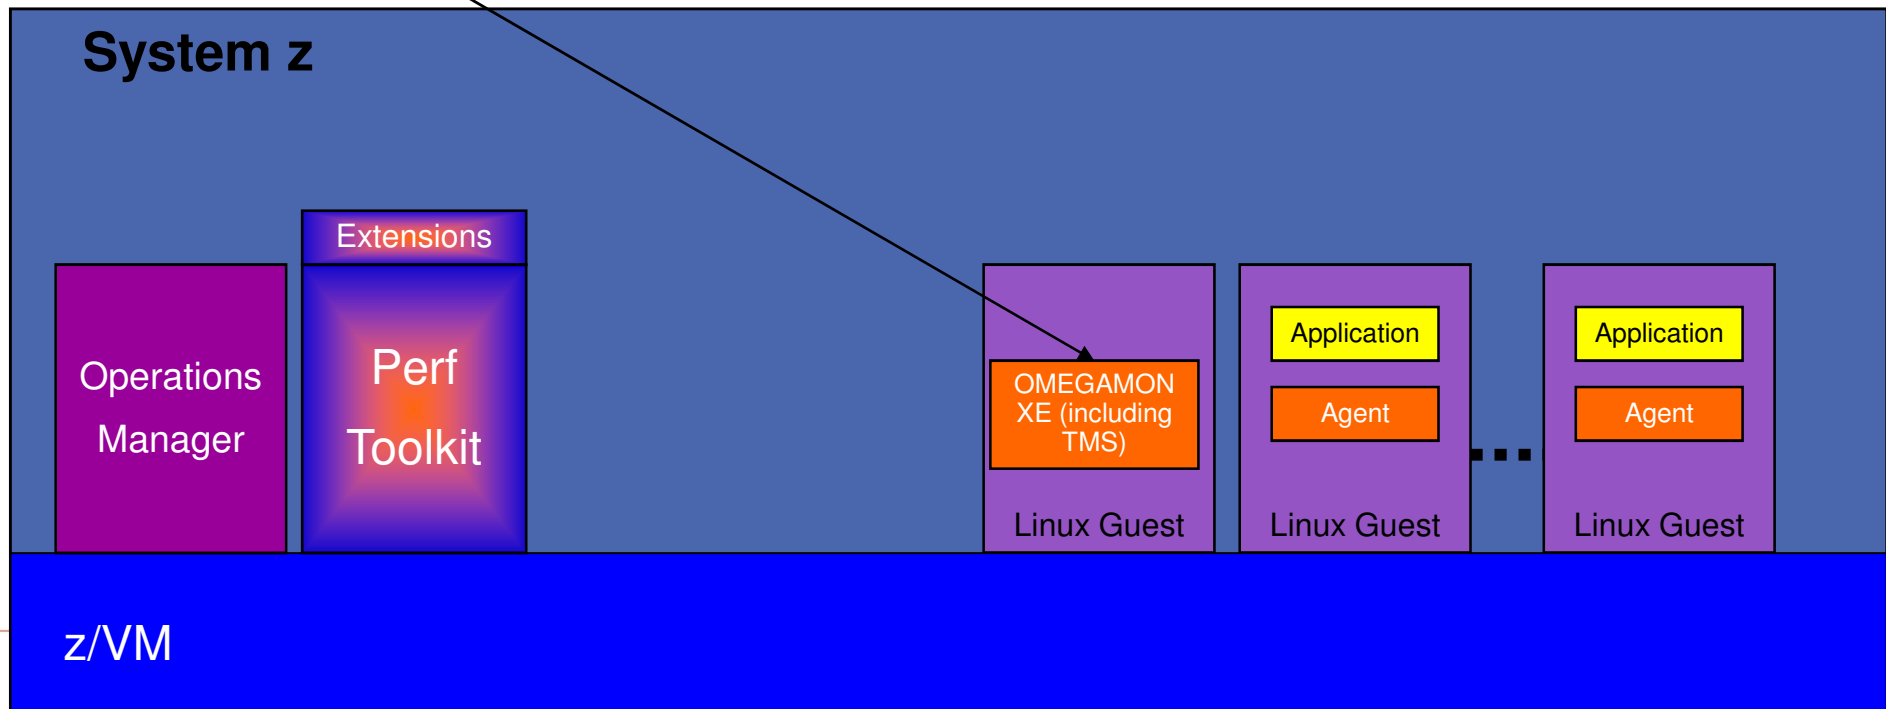 System z
Extensions
Operations
Manager
Perf
Toolkit
OMEGAMON
XE (including
TMS)
Linux Guest
Application
Agent
Linux Guest
Application
Agent
Linux Guest
z/VM